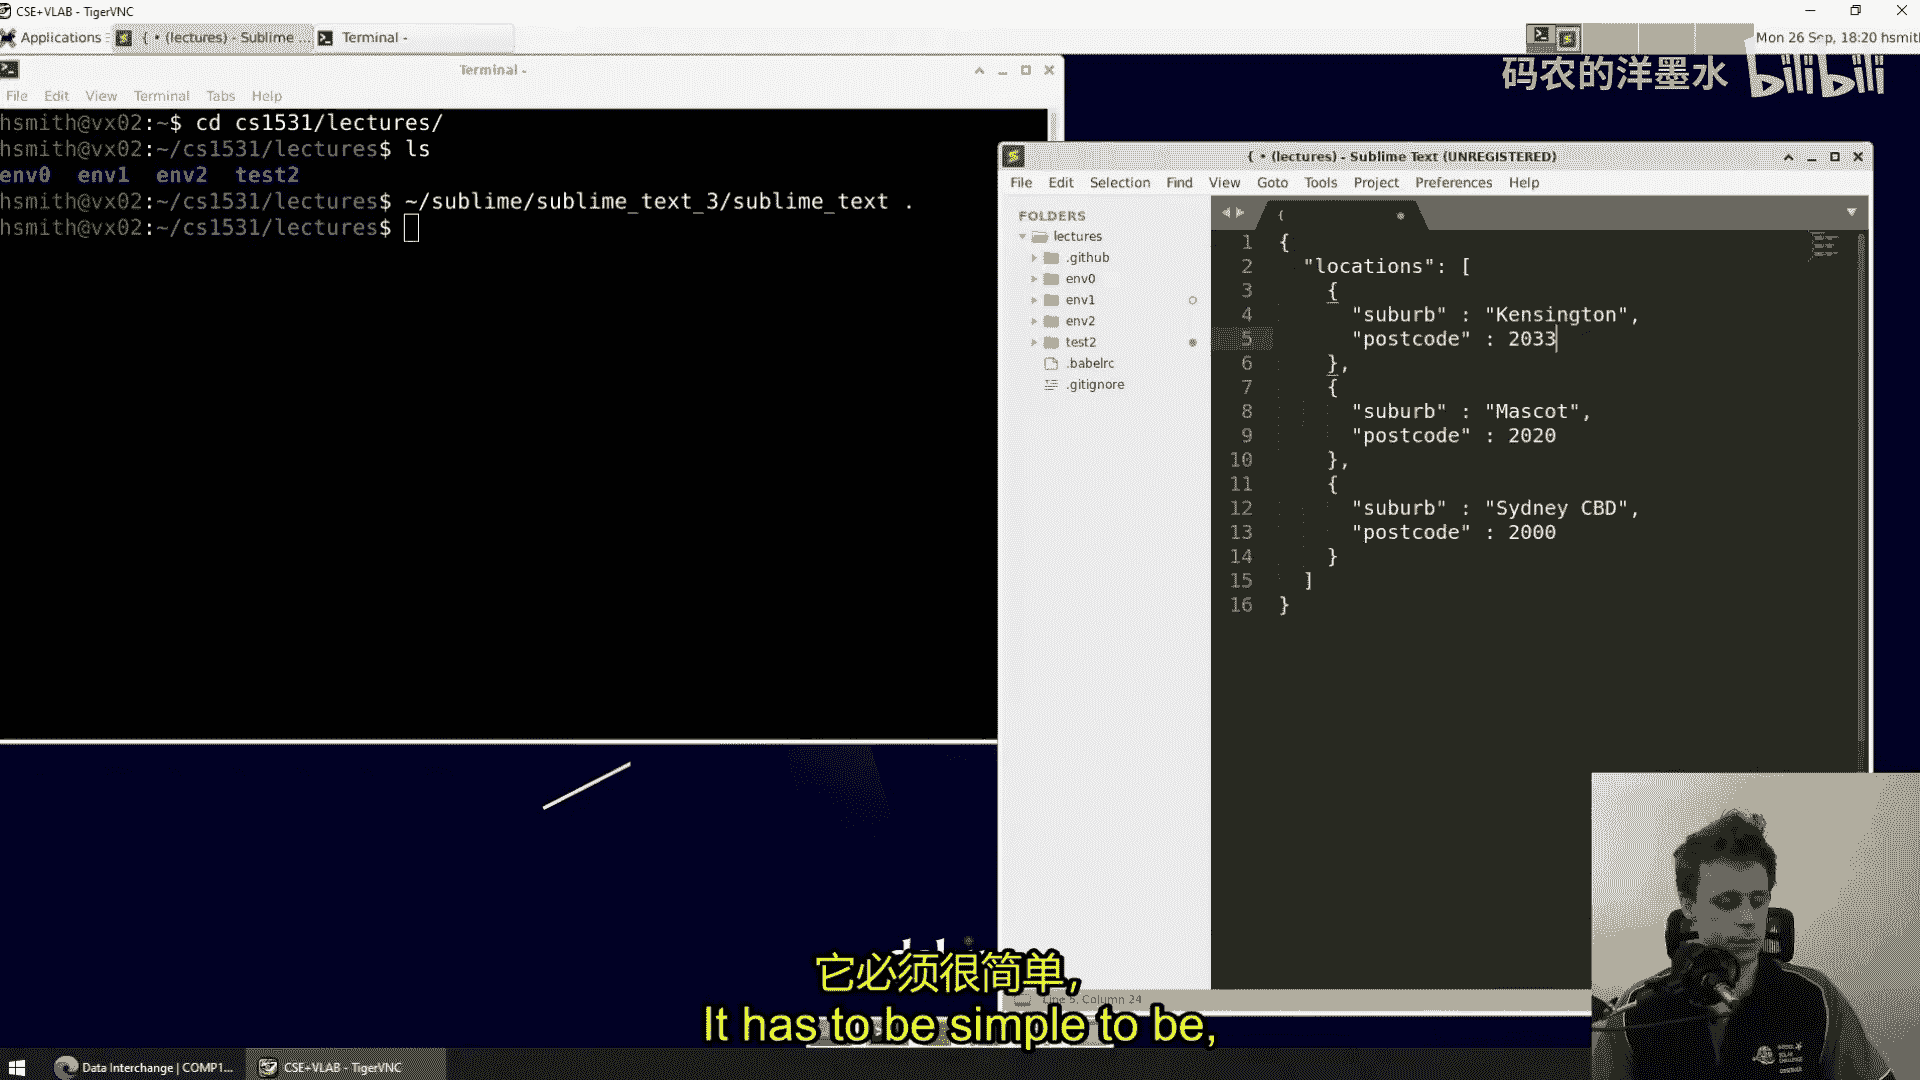 CSE+VLAB - TigerVNC
Applications
{ • (lectures) - Sublime ...
Terminal -
Mon 26 Sep, 18:20 hsmith
码农的洋墨水 bilibili
Terminal -
File Edit View Terminal Tabs Help
hsmith@vx02:~$ cd cs1531/lectures/
hsmith@vx02:~/cs1531/lectures$ ls
env0 env1 env2 test2
hsmith@vx02:~/cs1531/lectures$ ~/sublime/sublime_text_3/sublime_text .
hsmith@vx02:~/cs1531/lectures$
{ • (lectures) - Sublime Text (UNREGISTERED)
File Edit Selection Find View Goto Tools Project Preferences Help
FOLDERS
lectures
.github
env0
env1
env2
test2
.babelrc
.gitignore
{
1 {
2 "locations": [
3 {
4 "suburb" : "Kensington",
5 "postcode" : 2033
6 },
7 {
8 "suburb" : "Mascot",
9 "postcode" : 2020
10 },
11 {
12 "suburb" : "Sydney CBD",
13 "postcode" : 2000
14 }
15 ]
16 }
Line 5, Column 24
它必须很简单,
It has to be simple to be,
Data Interchange | COMP1...
CSE+VLAB - TigerVNC